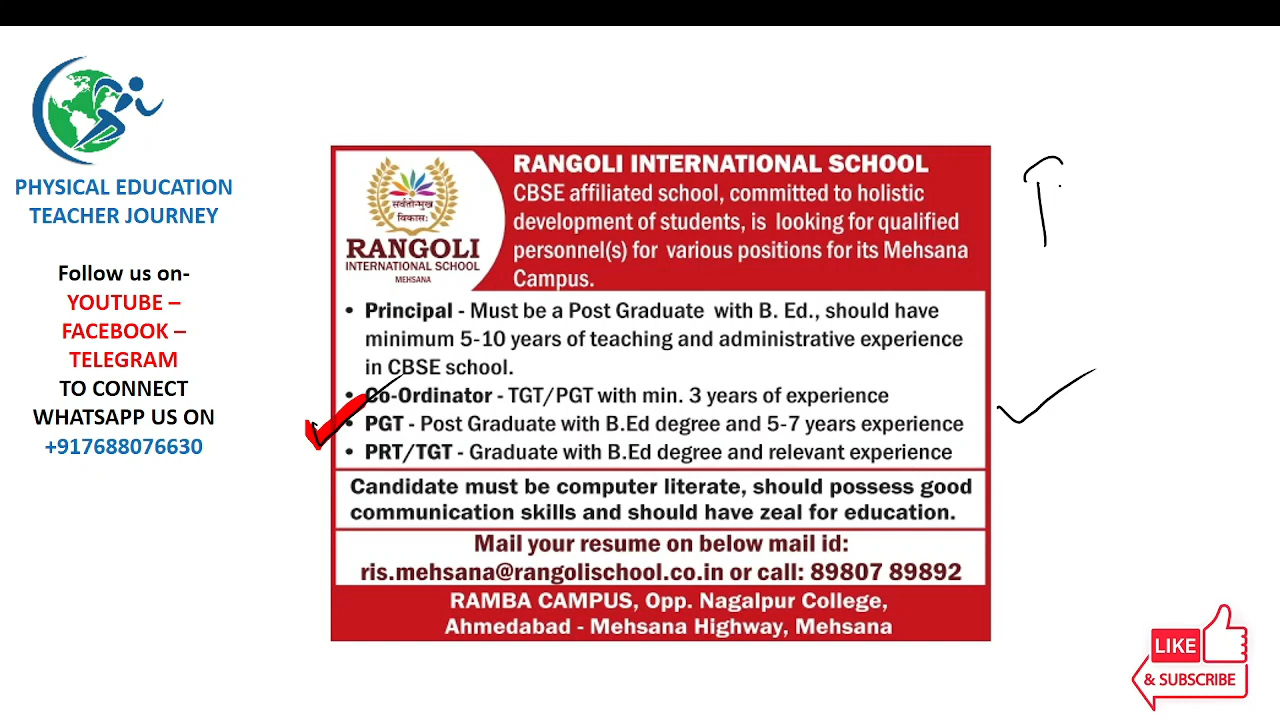 PHYSICAL EDUCATION
TEACHER JOURNEY
Follow us on-
YOUTUBE –
FACEBOOK –
TELEGRAM
TO CONNECT
WHATSAPP US ON
+917688076630
सर्वतोन्मुख
विकासः
RANGOLI
INTERNATIONAL SCHOOL
MEHSANA
RANGOLI INTERNATIONAL SCHOOL
CBSE affiliated school, committed to holistic
development of students, is looking for qualified
personnel(s) for various positions for its Mehsana
Campus.
• Principal - Must be a Post Graduate with B. Ed., should have
minimum 5-10 years of teaching and administrative experience
in CBSE school.
• Co-Ordinator - TGT/PGT with min. 3 years of experience
• PGT - Post Graduate with B.Ed degree and 5-7 years experience
• PRT/TGT - Graduate with B.Ed degree and relevant experience
Candidate must be computer literate, should possess good
communication skills and should have zeal for education.
Mail your resume on below mail id:
ris.mehsana@rangolischool.co.in or call: 89807 89892
RAMBA CAMPUS, Opp. Nagalpur College,
Ahmedabad - Mehsana Highway, Mehsana
LIKE
& SUBSCRIBE